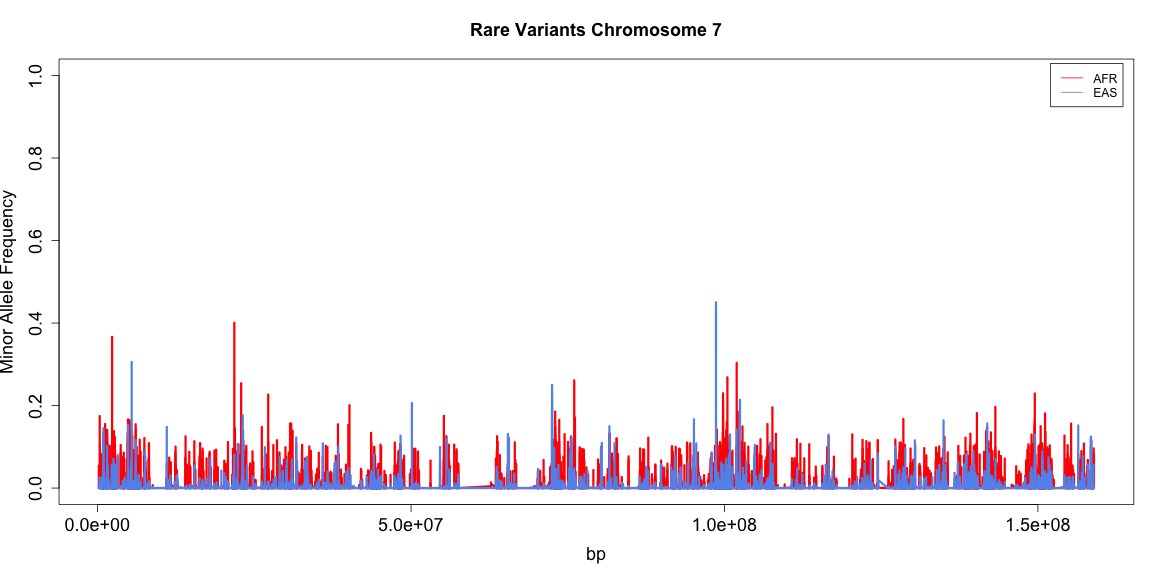 Rare Variants Chromosome 7
AFR
EAS
Minor Allele Frequency
1.0
0.8
0.6
0.4
0.2
0.0
0.0e+00
5.0e+07
1.0e+08
1.5e+08
bp